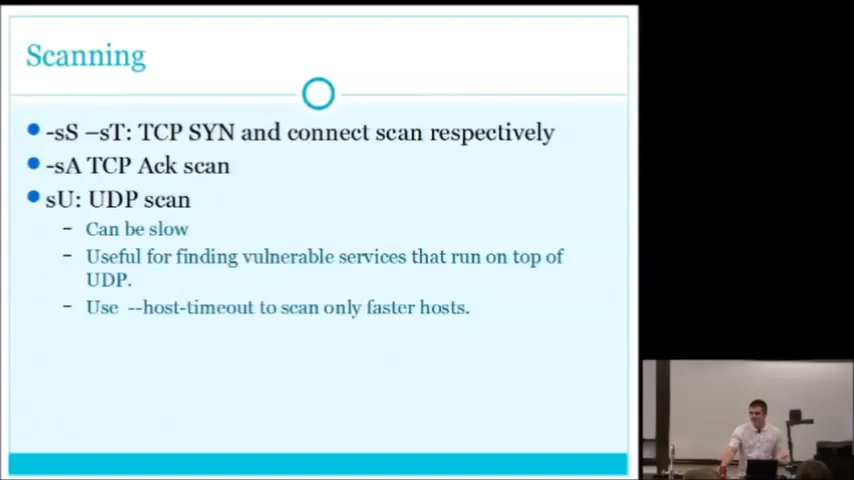 Scanning
-sS –sT: TCP SYN and connect scan respectively
-sA TCP Ack scan
sU: UDP scan
– Can be slow
– Useful for finding vulnerable services that run on top of
UDP.
– Use --host-timeout to scan only faster hosts.